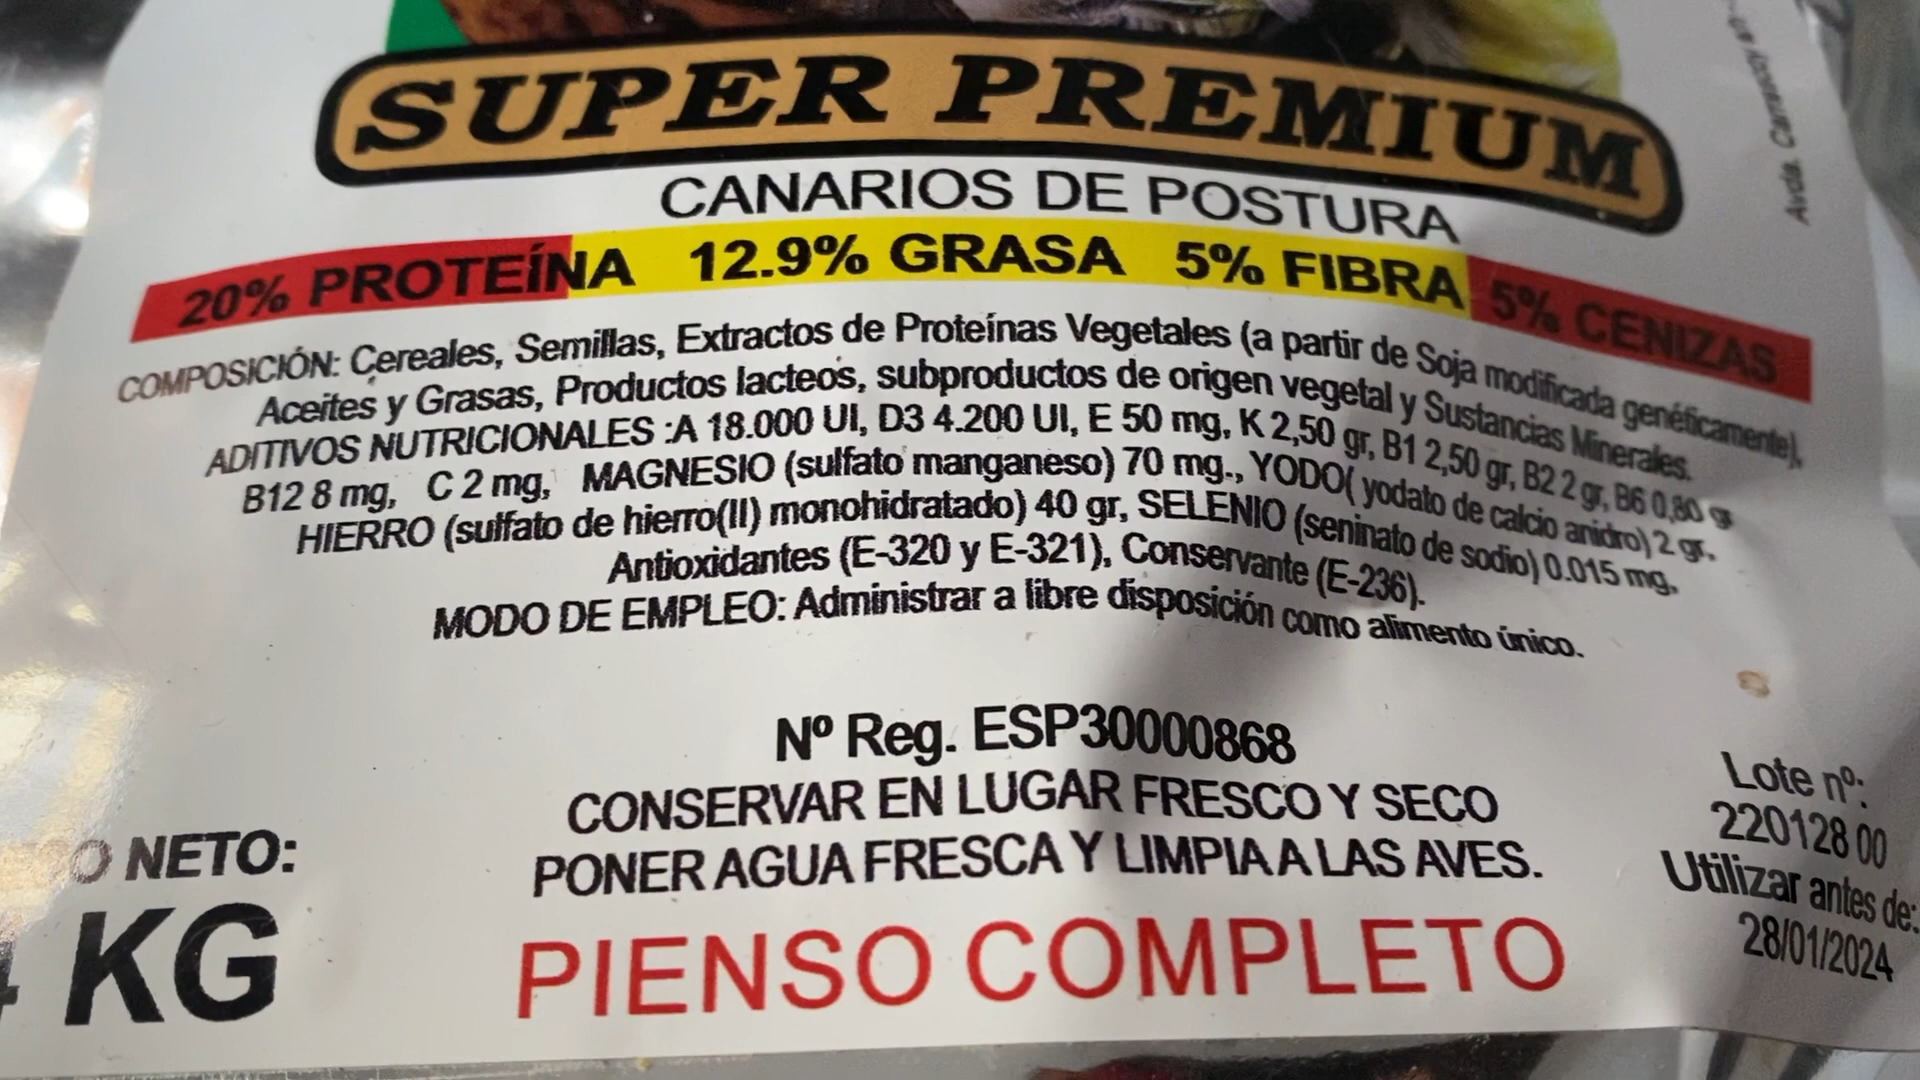 SUPER PREMIUM
CANARIOS DE POSTURA
20% PROTEÍNA 12.9% GRASA 5% FIBRA 5% CENIZAS
COMPOSICIÓN: Cereales, Semillas, Extractos de Proteínas Vegetales (a partir de Soja modificada genéticamente),
Aceites y Grasas, Productos lacteos, subproductos de origen vegetal y Sustancias Minerales.
ADITIVOS NUTRICIONALES :A 18.000 UI, D3 4.200 UI, E 50 mg, K 2,50 gr, B1 2,50 gr, B2 2 gr, B6 0,80 g
B12 8 mg, C 2 mg, MAGNESIO (sulfato manganeso) 70 mg., YODO( yodato de calcio anidro) 2 gr.
HIERRO (sulfato de hierro(II) monohidratado) 40 gr, SELENIO (seninato de sodio) 0.015 mg,
Antioxidantes (E-320 y E-321), Conservante (E-236).
MODO DE EMPLEO: Administrar a libre disposición como alimento único.
Nº Reg. ESP30000868
CONSERVAR EN LUGAR FRESCO Y SECO
PONER AGUA FRESCA Y LIMPIA A LAS AVES.
PIENSO COMPLETO
O NETO:
KG
Lote nº:
220128 00
Utilizar antes de:
28/01/2024
Avda. Carrascoy